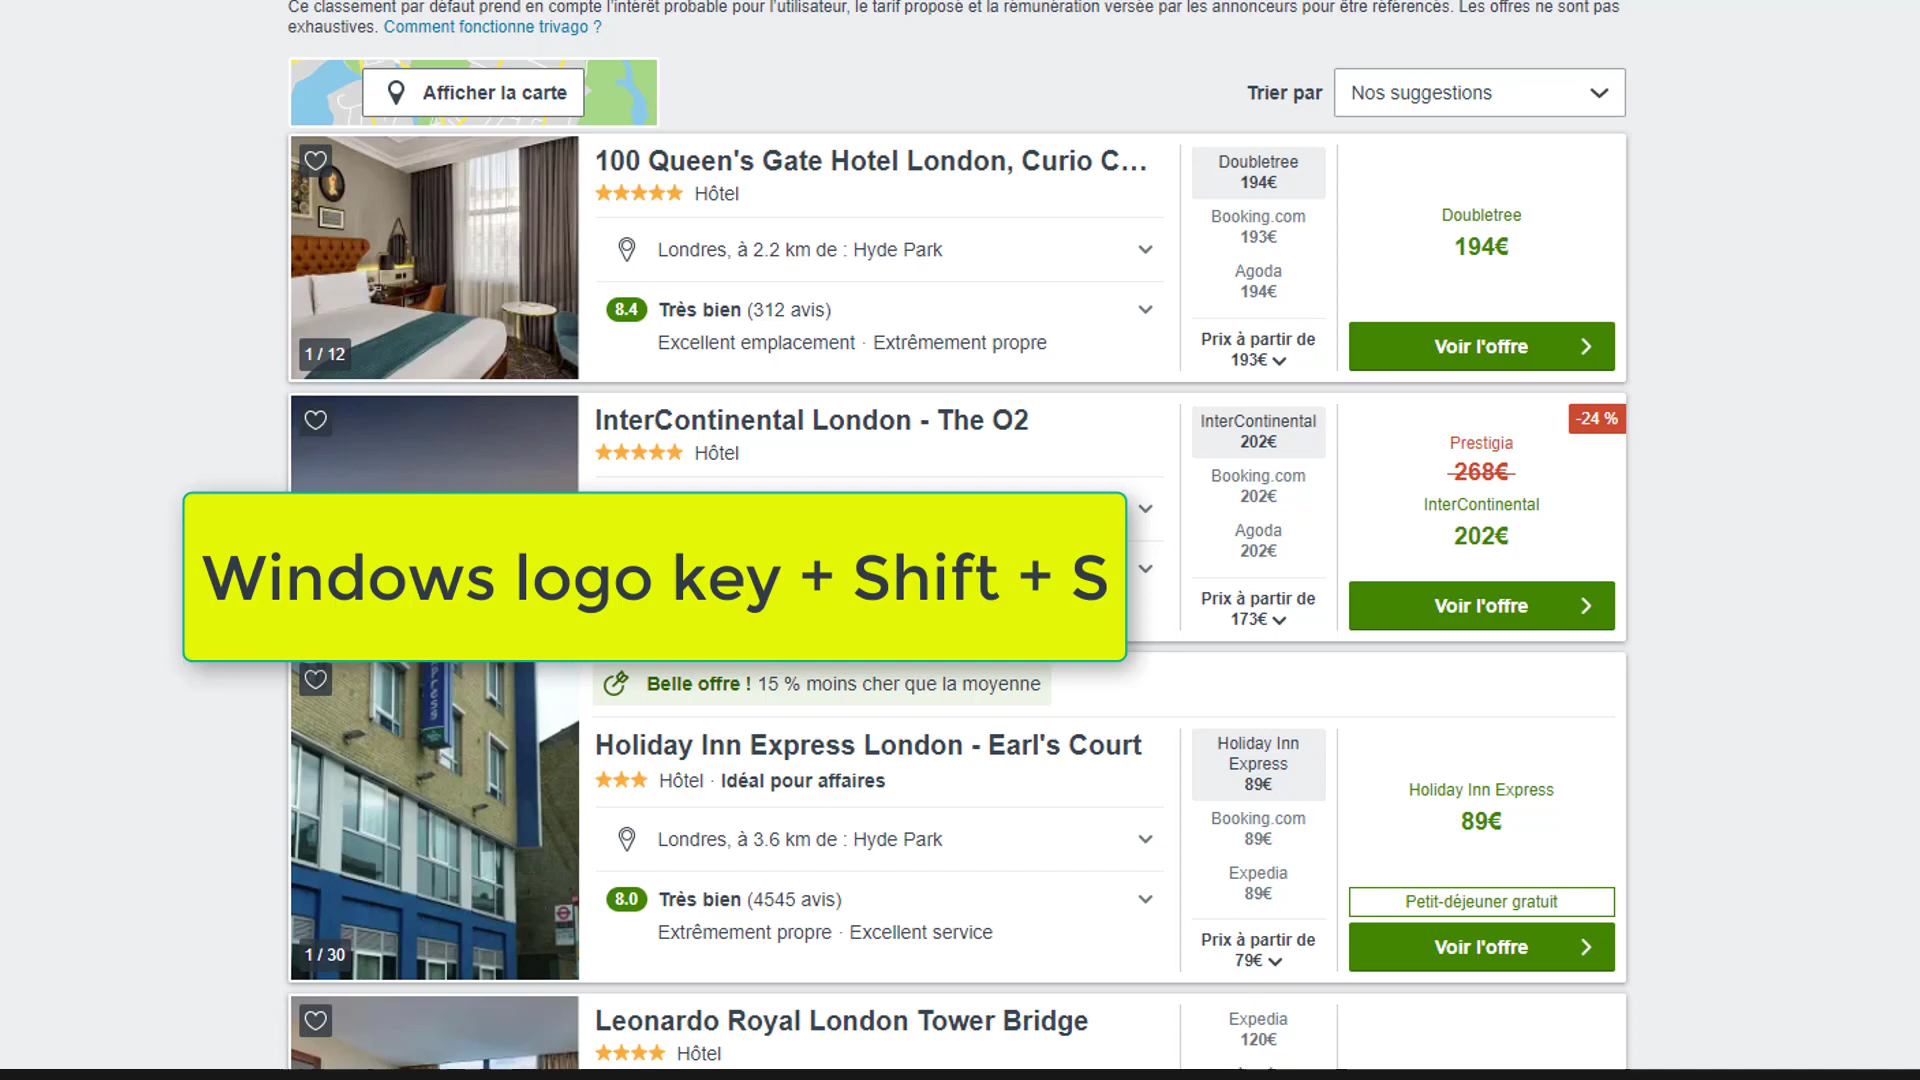 Ce classement par défaut prend en compte l'intérêt probable pour l'utilisateur, le tarif proposé et la rémunération versée par les annonceurs pour être référencés. Les offres ne sont pas
exhaustives. Comment fonctionne trivago ?
Afficher la carte
Trier par
Nos suggestions
100 Queen's Gate Hotel London, Curio C...
Hôtel
Londres, à 2.2 km de : Hyde Park
8.4 Très bien (312 avis)
Excellent emplacement · Extrêmement propre
1 / 12
Doubletree
194€
Booking.com
193€
Agoda
194€
Prix à partir de
193€
Doubletree
194€
Voir l'offre
InterContinental London - The O2
Hôtel
InterContinental
202€
Booking.com
202€
Agoda
202€
Prix à partir de
173€
-24 %
Prestigia
268€
InterContinental
202€
Voir l'offre
Windows logo key + Shift + S
Belle offre ! 15 % moins cher que la moyenne
Holiday Inn Express London - Earl's Court
Hôtel · Idéal pour affaires
Londres, à 3.6 km de : Hyde Park
8.0 Très bien (4545 avis)
Extrêmement propre · Excellent service
1 / 30
Holiday Inn
Express
89€
Booking.com
89€
Expedia
89€
Prix à partir de
79€
Holiday Inn Express
89€
Petit-déjeuner gratuit
Voir l'offre
Leonardo Royal London Tower Bridge
Hôtel
Expedia
120€